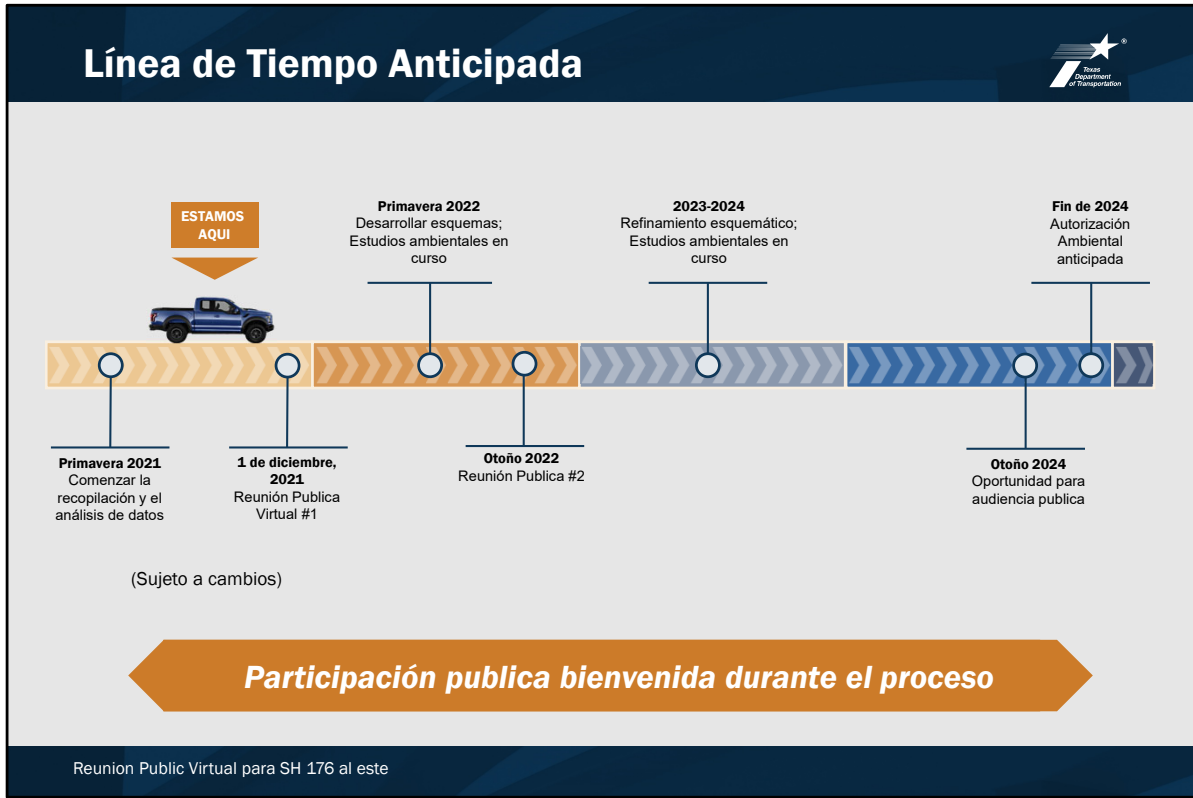 Línea de Tiempo Anticipada
®
Texas
Department
of Transportation
ESTAMOS
AQUI
Primavera 2022
Desarrollar esquemas;
Estudios ambientales en
curso
2023-2024
Refinamiento esquemático;
Estudios ambientales en
curso
Fin de 2024
Autorización
Ambiental
anticipada
Primavera 2021
Comenzar la
recopilación y el
análisis de datos
1 de diciembre,
2021
Reunión Publica
Virtual #1
Otoño 2022
Reunión Publica #2
Otoño 2024
Oportunidad para
audiencia publica
(Sujeto a cambios)
Participación publica bienvenida durante el proceso
Reunion Public Virtual para SH 176 al este